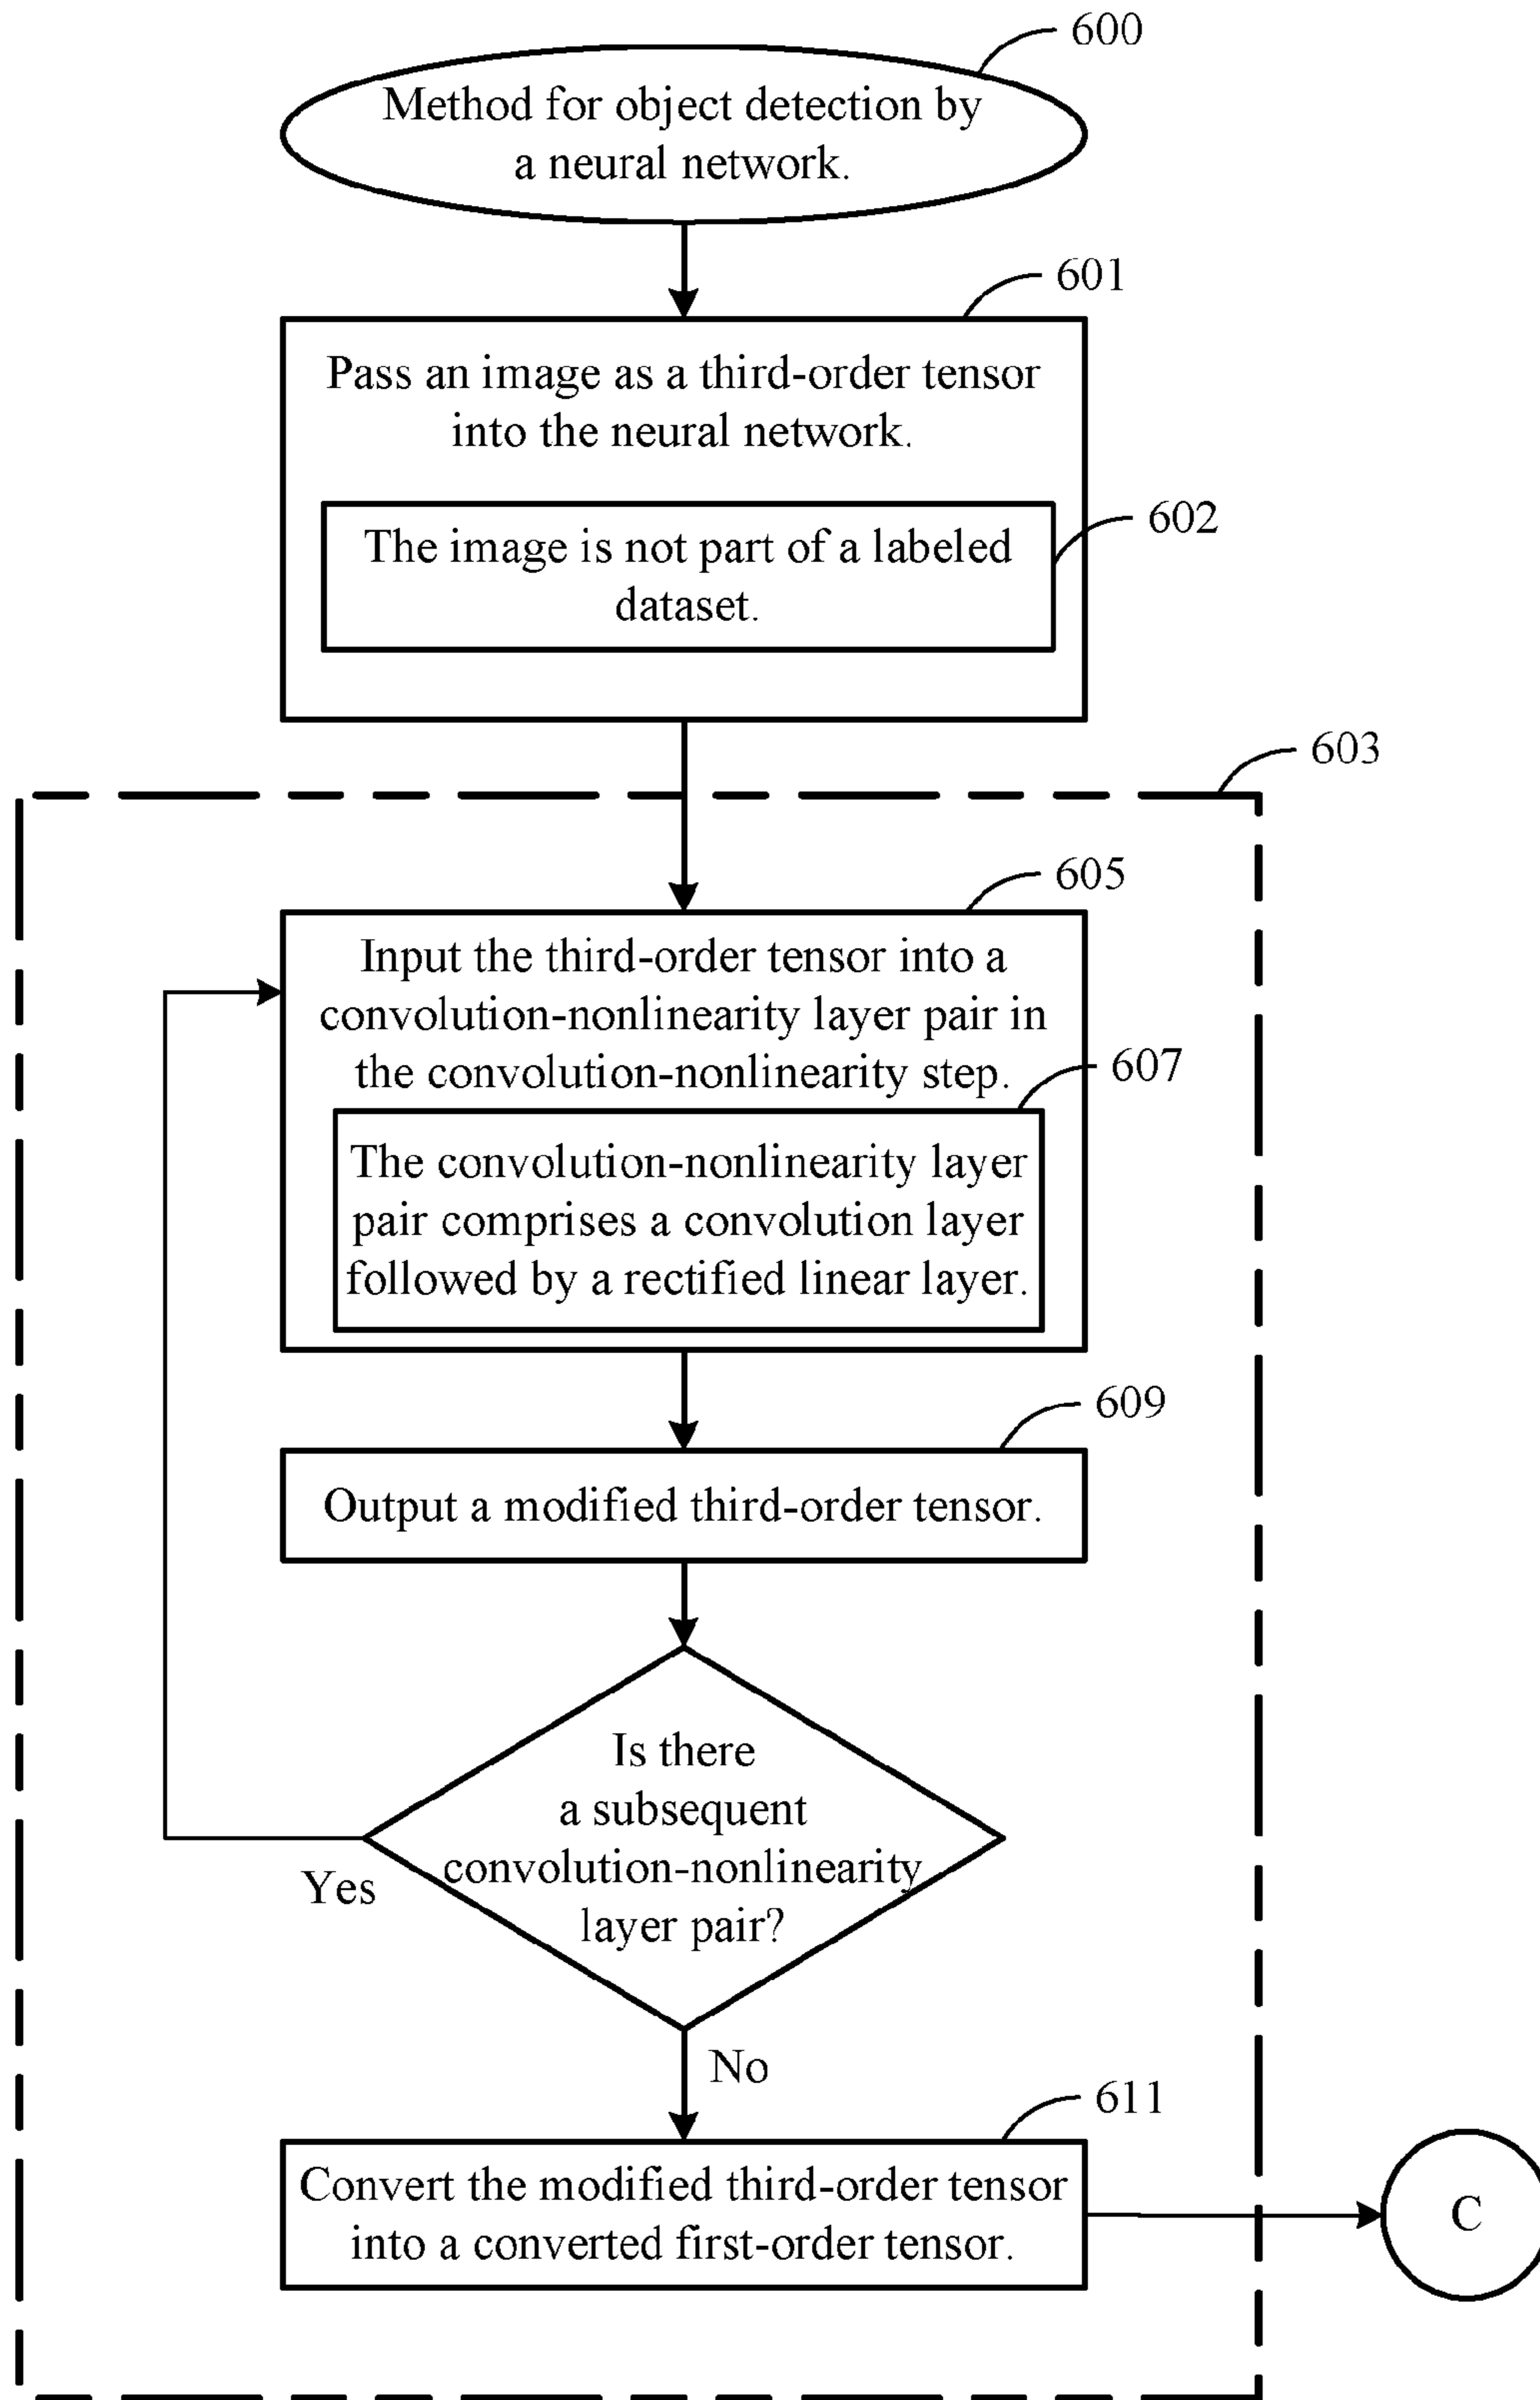 600
Method for object detection by
a neural network.
601
Pass an image as a third-order tensor
into the neural network.
602
The image is not part of a labeled
dataset.
603
605
Input the third-order tensor into a
convolution-nonlinearity layer pair in
the convolution-nonlinearity step.
607
The convolution-nonlinearity layer
pair comprises a convolution layer
followed by a rectified linear layer.
609
Output a modified third-order tensor.
Is there
a subsequent
convolution-nonlinearity
layer pair?
Yes
No
611
Convert the modified third-order tensor
into a converted first-order tensor.
C